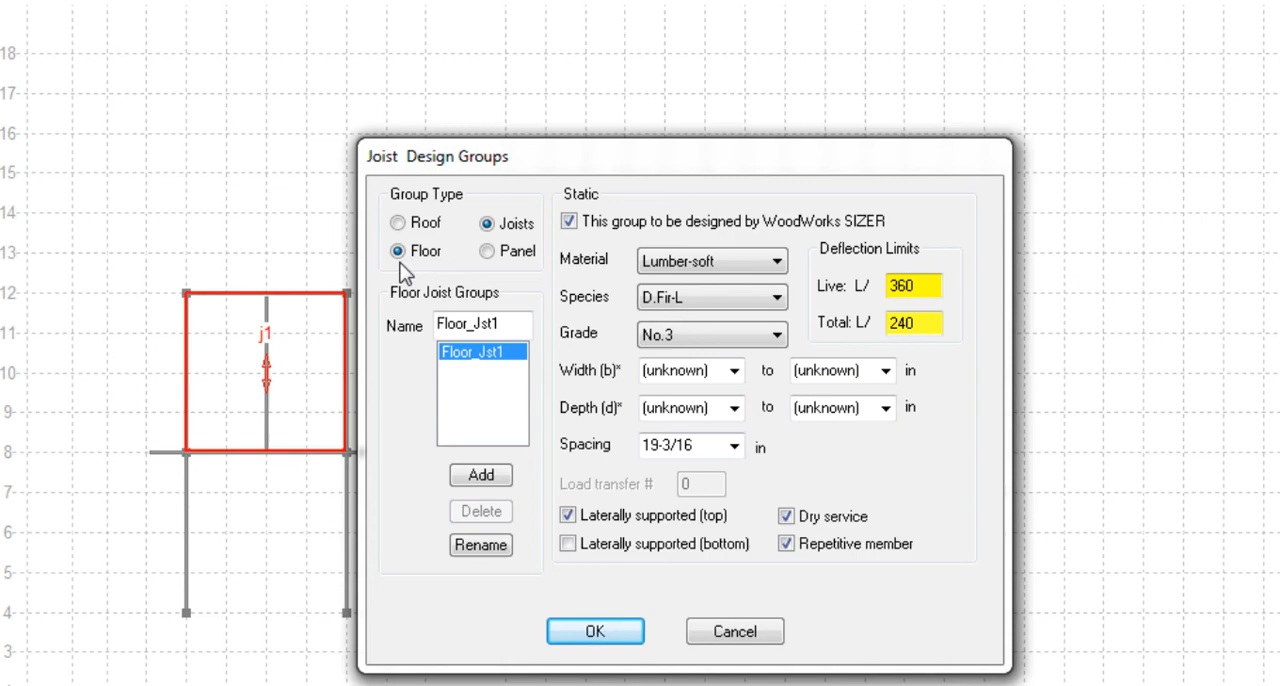 18
17
16
15
14
13
12
11
10
9
8
7
6
5
4
3
j1
Joist Design Groups
Group Type
Roof
Joists
Floor
Panel
Floor Joist Groups
Name
Floor_Jst1
Floor_Jst1
Add
Delete
Rename
Static
This group to be designed by WoodWorks SIZER
Material
Lumber-soft
Species
D.Fir-L
Grade
No.3
Deflection Limits
Live: L/ 360
Total: L/ 240
Width (b)* (unknown) to (unknown) in
Depth (d)* (unknown) to (unknown) in
Spacing 19-3/16 in
Load transfer # 0
Laterally supported (top)
Dry service
Laterally supported (bottom)
Repetitive member
OK
Cancel